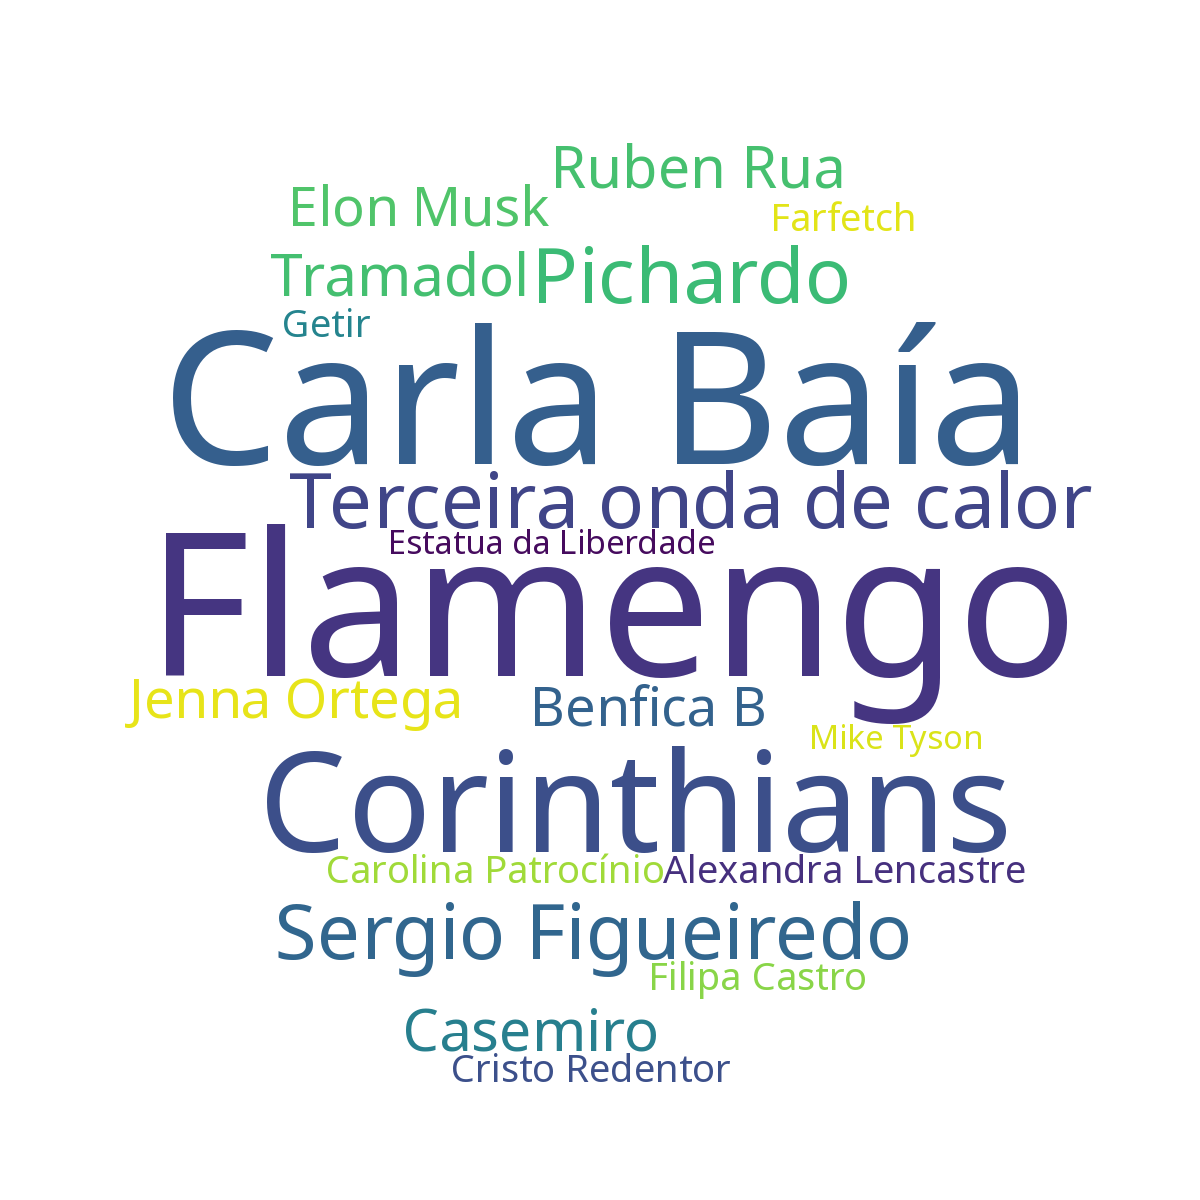 Ruben Rua
Elon Musk
Farfetch
Tramadol
Pichardo
Getir
Carla Baía
Terceira onda de calor
Estatua da Liberdade
Flamengo
Jenna Ortega
Benfica B
Mike Tyson
Corinthians
Carolina Patrocínio
Alexandra Lencastre
Sergio Figueiredo
Filipa Castro
Casemiro
Cristo Redentor